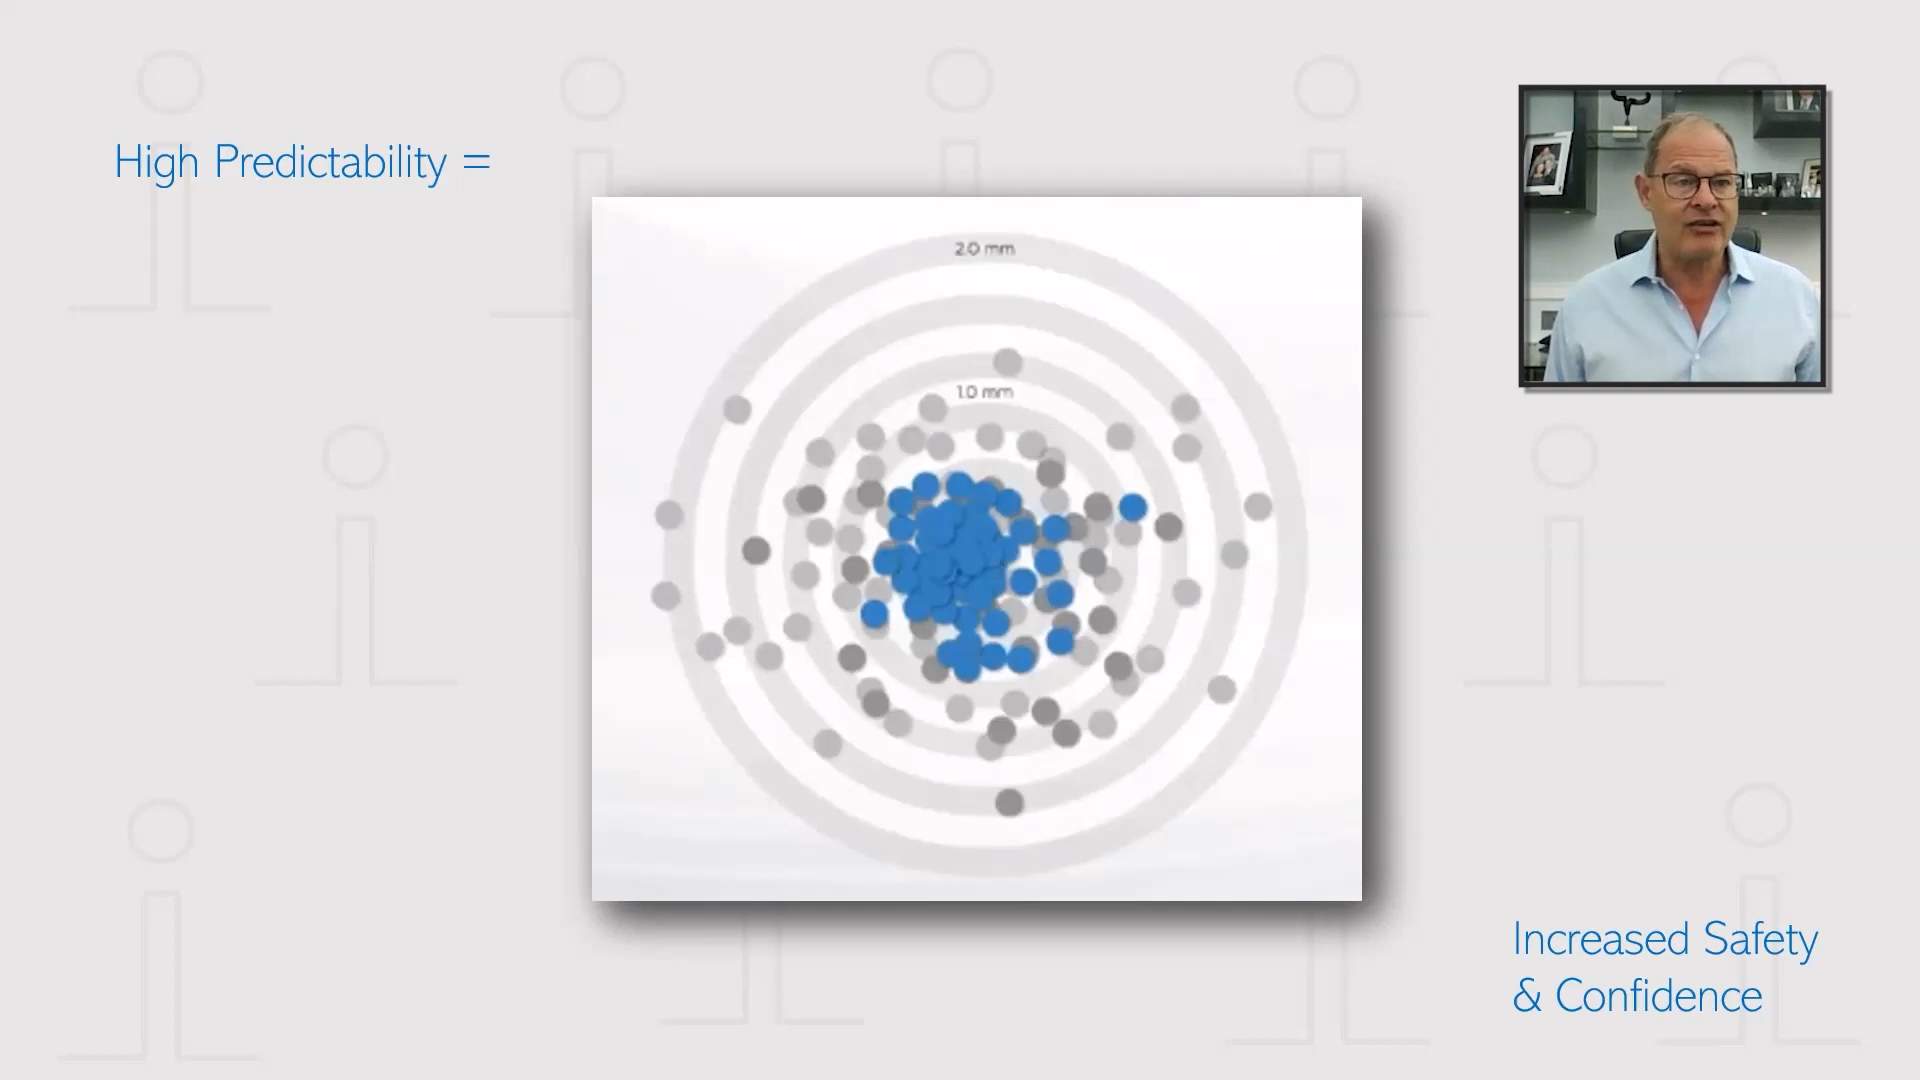 High Predictability =
2.0 mm
1.0 mm
Increased Safety
& Confidence